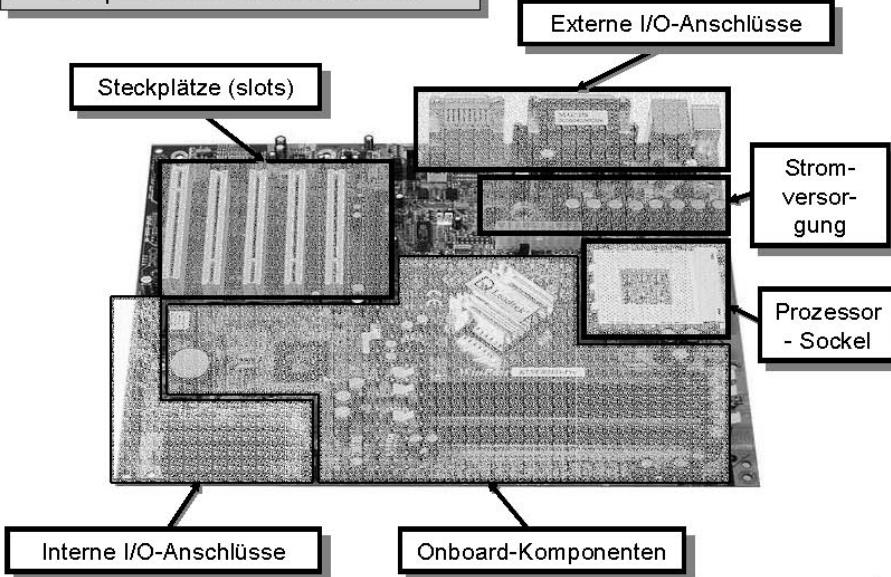 Externe I/O-Anschlüsse
Steckplätze (slots)
Strom-
versor-
gung
Prozessor
- Sockel
Interne I/O-Anschlüsse
Onboard-Komponenten